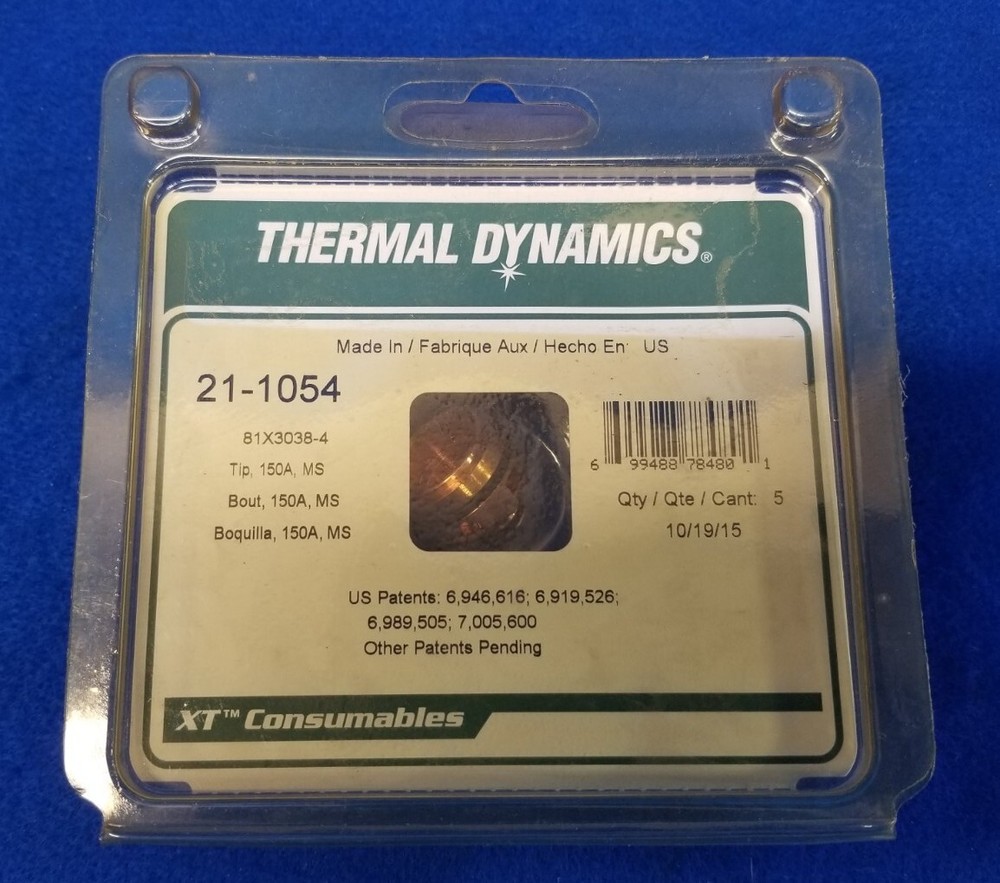 THERMAL DYNAMICS®
Made In / Fabrique Aux / Hecho En: US
21-1054
81X3038-4
Tip, 150A, MS
Bout, 150A, MS
Boquilla, 150A, MS
6 99488 78480 1
Qty / Qte / Cant: 5
10/19/15
US Patents: 6,946,616; 6,919,526;
6,989,505; 7,005,600
Other Patents Pending
XT™ Consumables